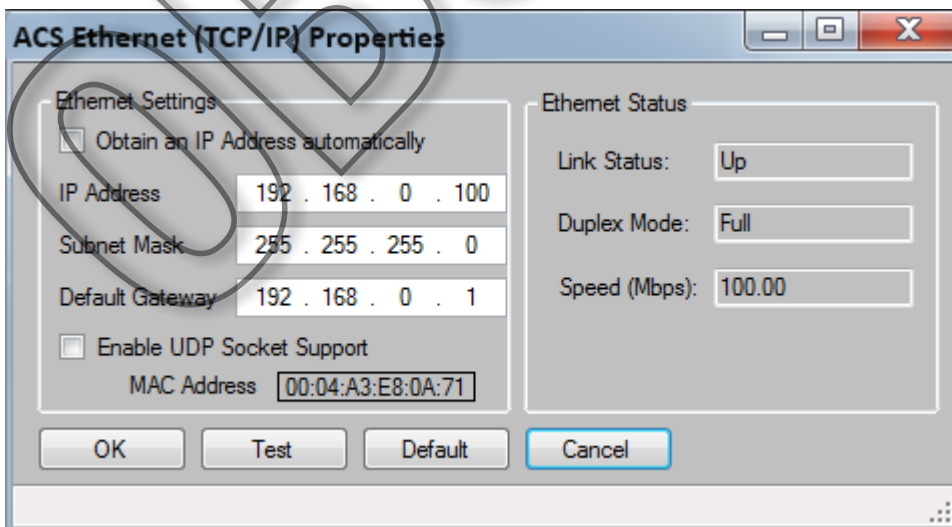 ACS Ethernet (TCP/IP) Properties
Ethernet Settings
Obtain an IP Address automatically
IP Address 192 . 168 . 0 . 100
Subnet Mask 255 . 255 . 255 . 0
Default Gateway 192 . 168 . 0 . 1
Enable UDP Socket Support
MAC Address 00:04:A3:E8:0A:71
Ethernet Status
Link Status: Up
Duplex Mode: Full
Speed (Mbps): 100.00
OK Test Default Cancel